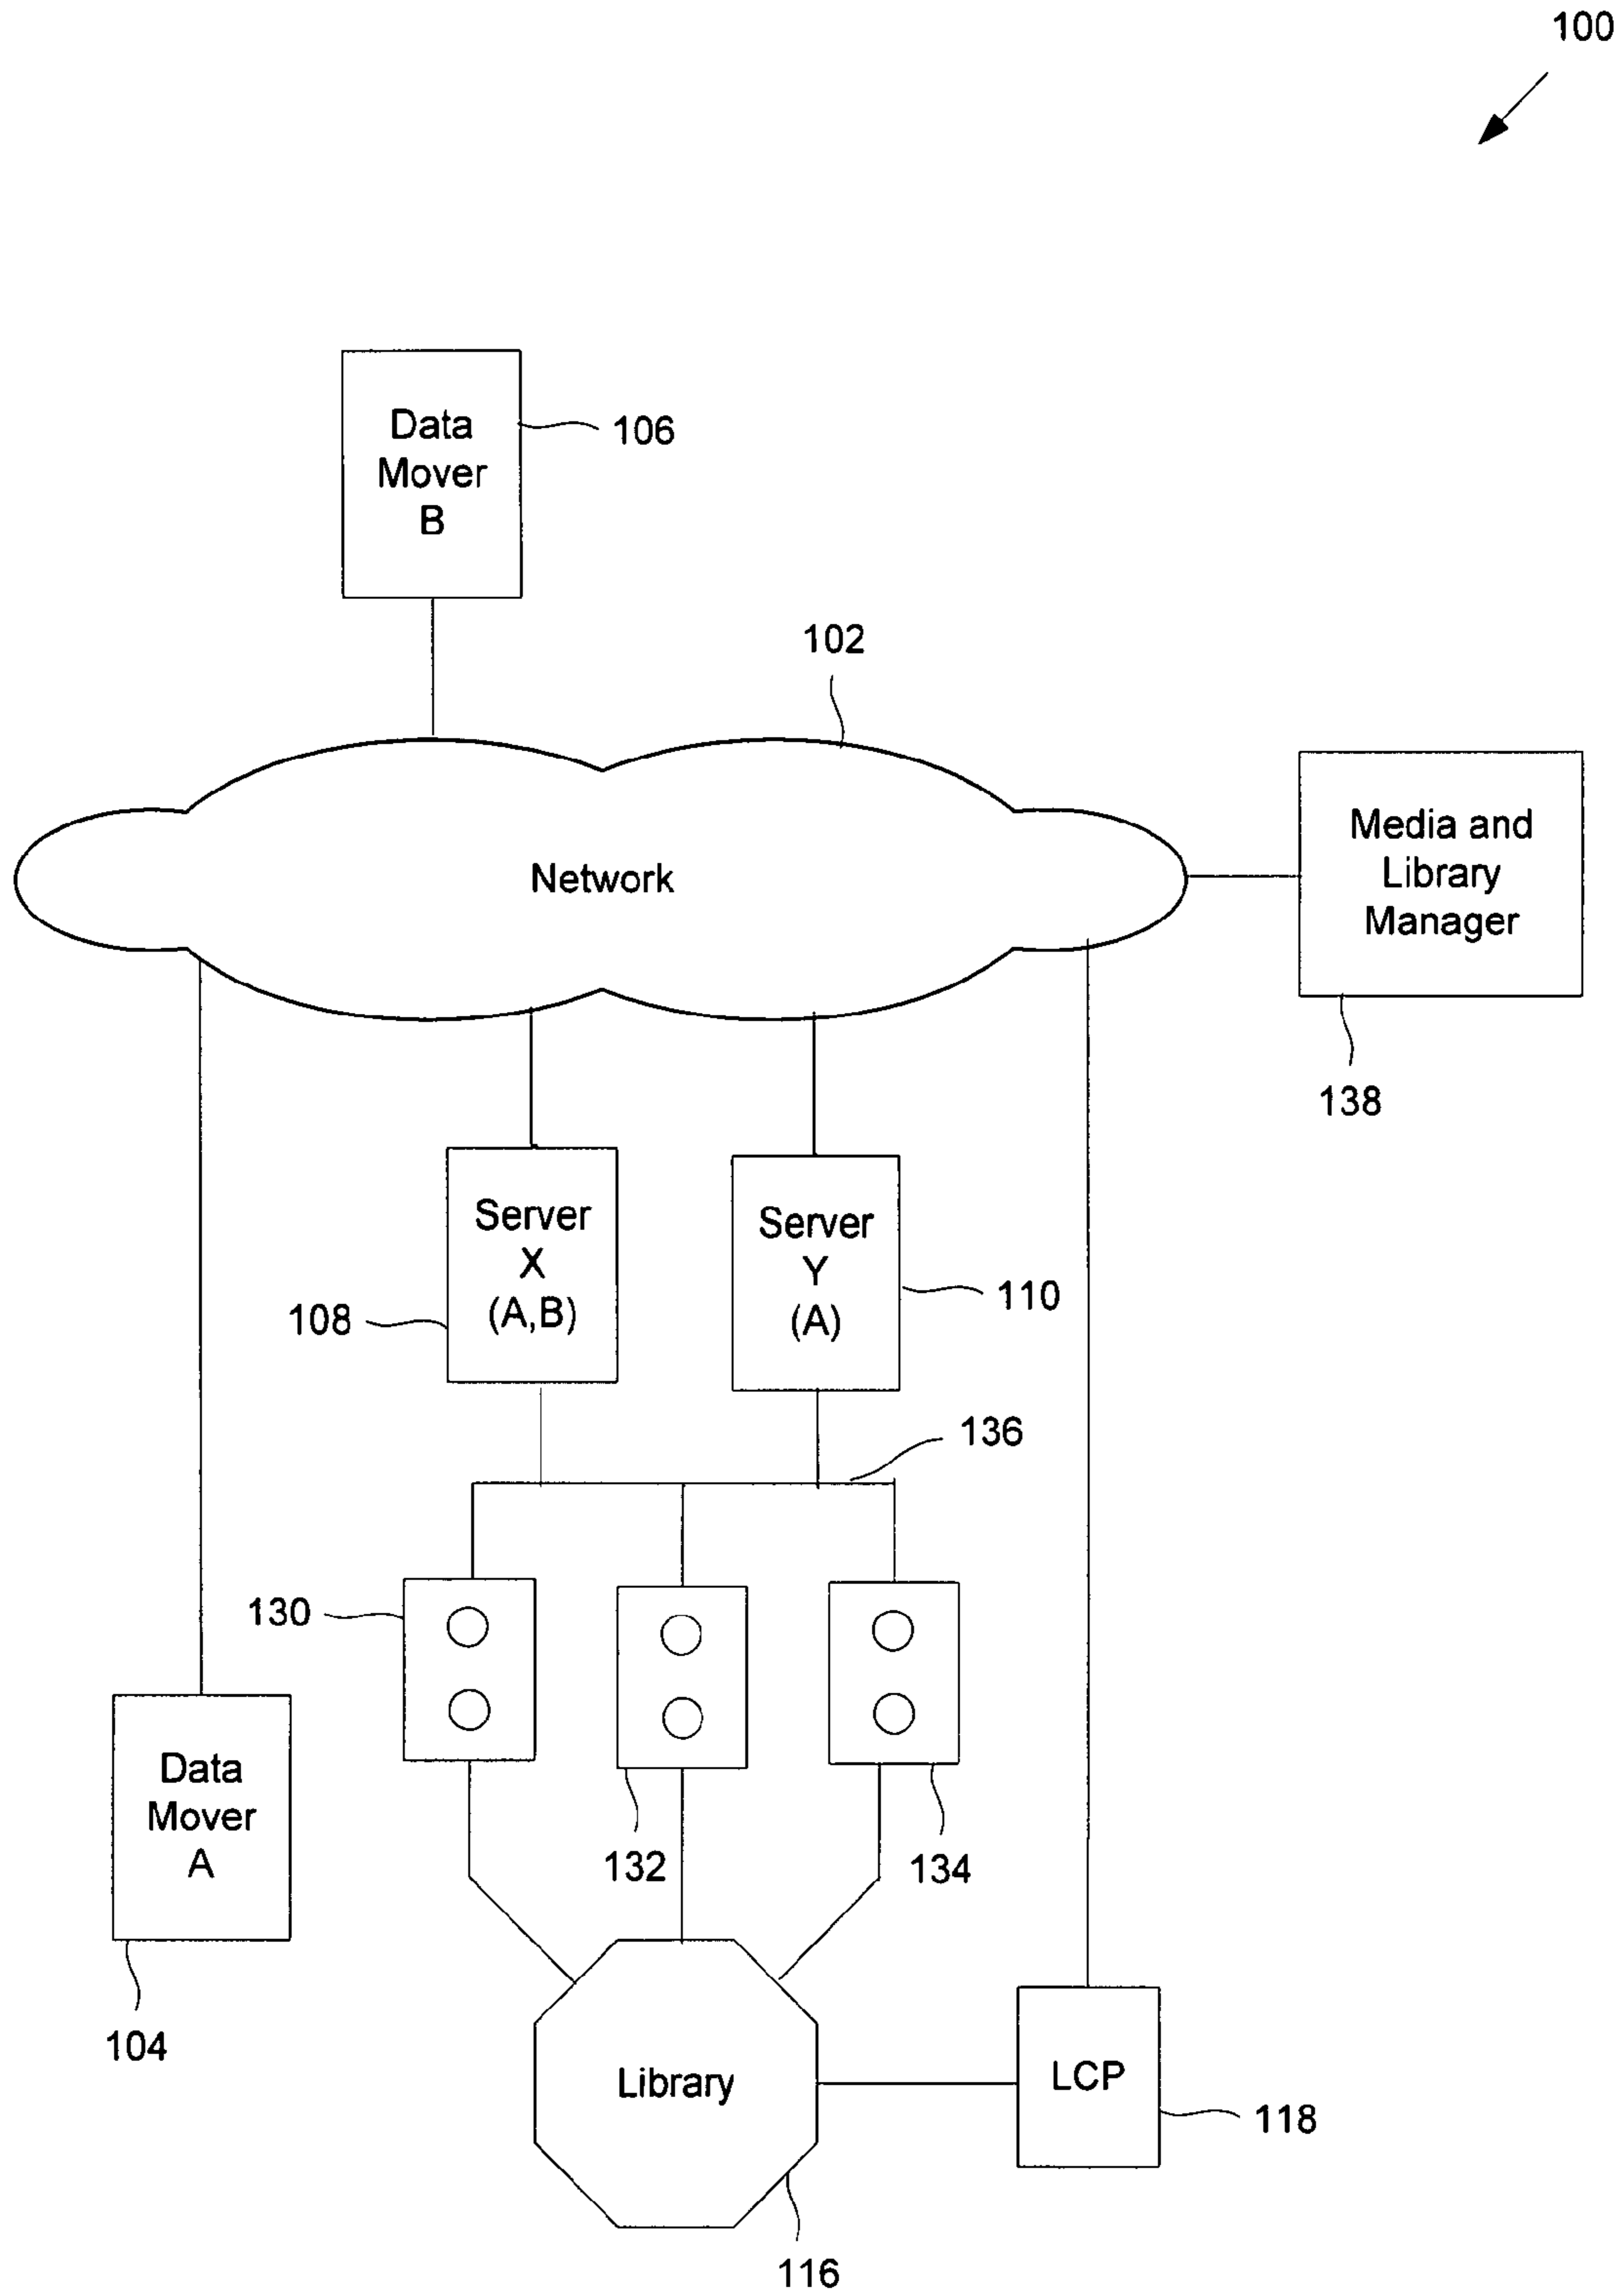 100
Data
Mover
B
106
102
Network
Media and
Library
Manager
138
Server
X
(A,B)
108
Server
Y
(A)
110
136
130
132
134
Data
Mover
A
104
Library
LCP
118
116